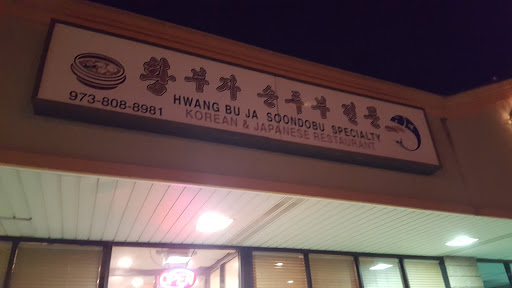 황부자 순두부 전문
HWANG BU JA SOONDOBU SPECIALTY
973-808-8981
KOREAN & JAPANESE RESTAURANT
OPEN